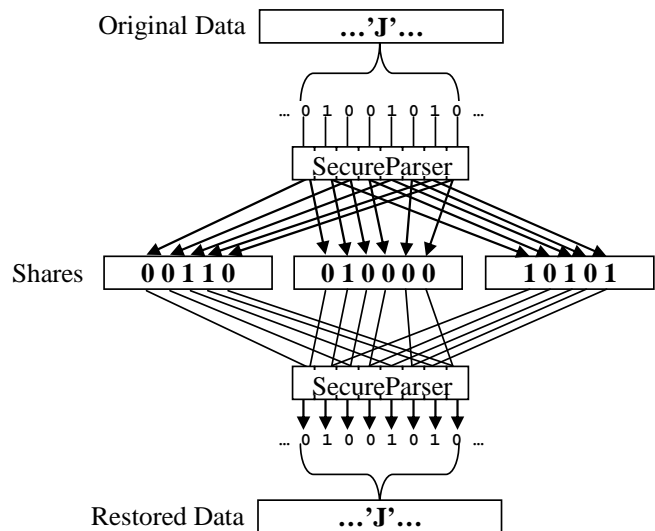 Original Data …’J’…
… 0 1 0 0 1 0 1 0 …
SecureParser
Shares 0 0 1 1 0 0 1 0 0 0 0 1 0 1 0 1
SecureParser
… 0 1 0 0 1 0 1 0 …
Restored Data …’J’…